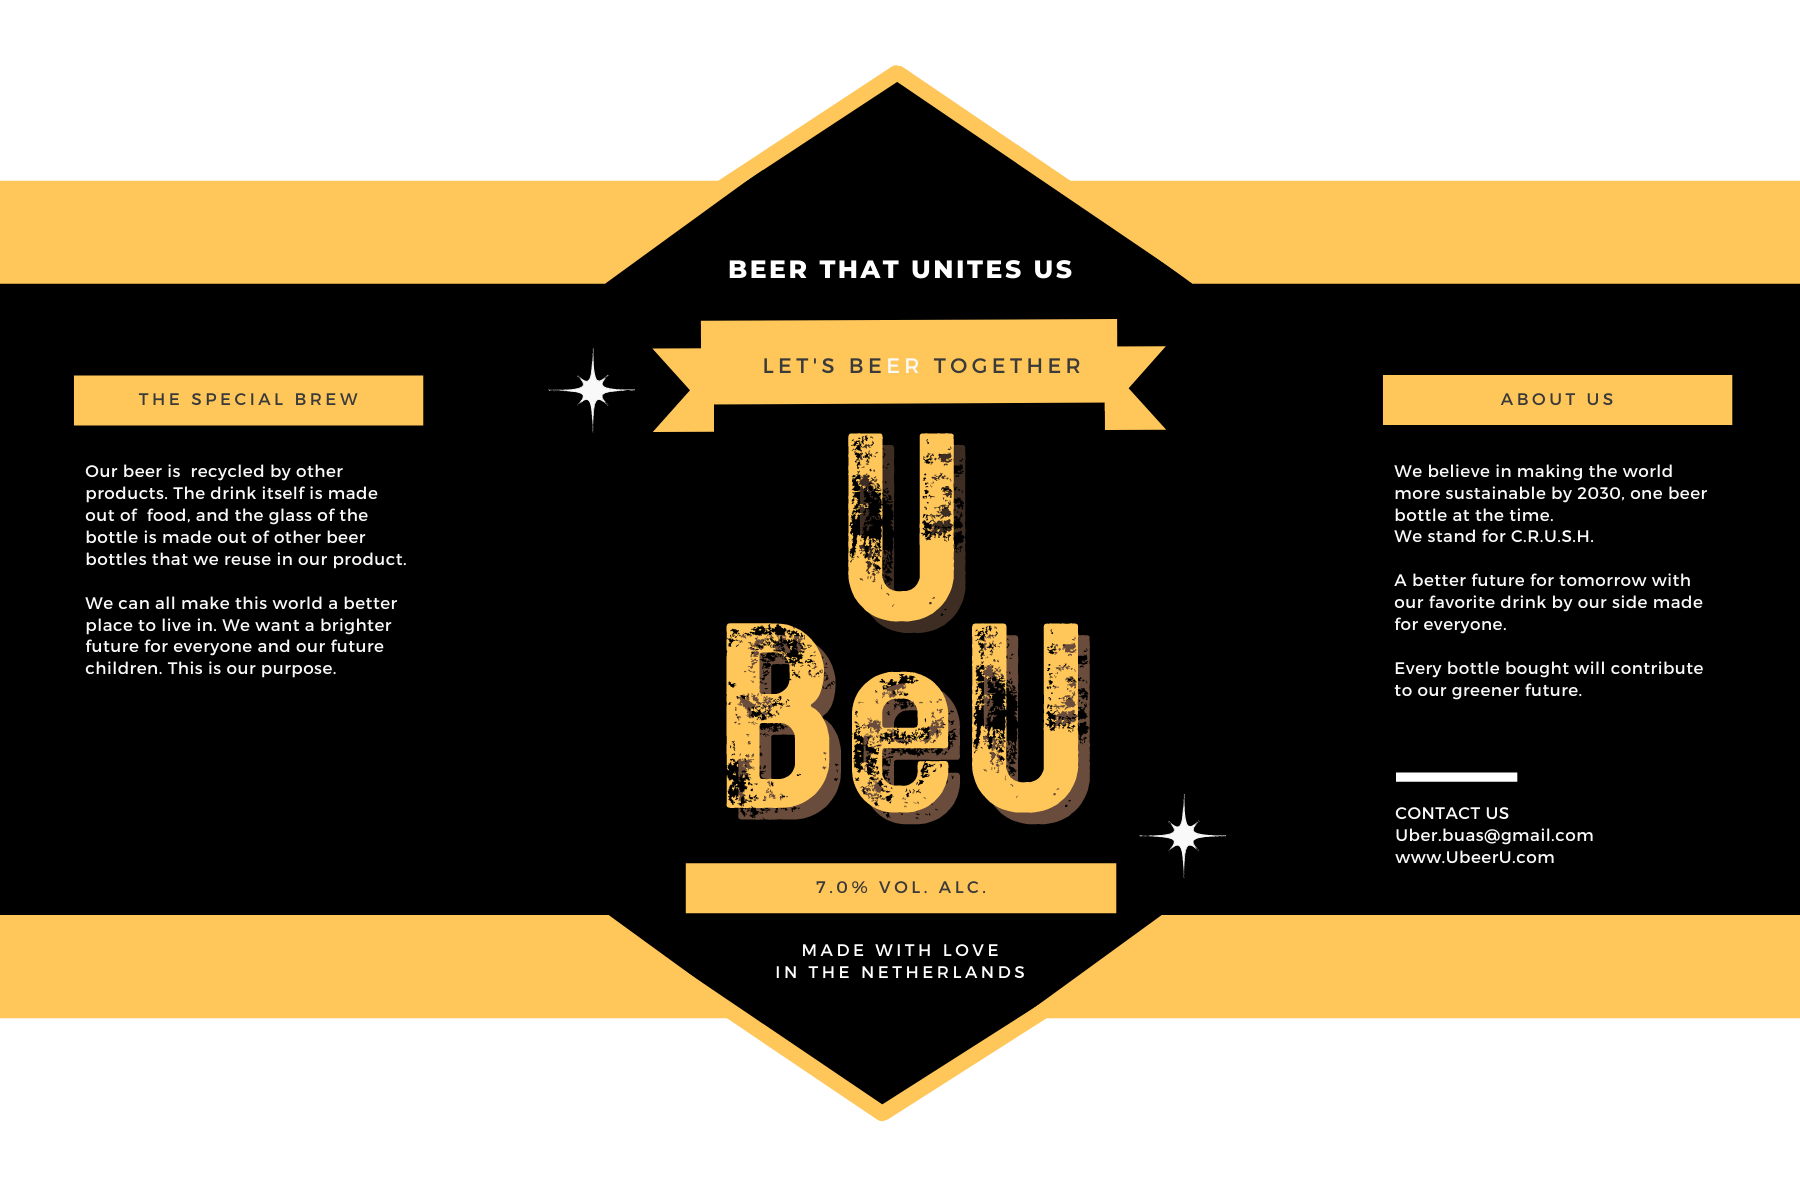 BEER THAT UNITES US
LET'S BEER TOGETHER
U
BeU
7.0% VOL. ALC.
MADE WITH LOVE
IN THE NETHERLANDS
THE SPECIAL BREW
Our beer is  recycled by other
products. The drink itself is made
out of  food, and the glass of the
bottle is made out of other beer
bottles that we reuse in our product.
We can all make this world a better
place to live in. We want a brighter
future for everyone and our future
children. This is our purpose.
ABOUT US
We believe in making the world
more sustainable by 2030, one beer
bottle at the time.
We stand for C.R.U.S.H.
A better future for tomorrow with
our favorite drink by our side made
for everyone.
Every bottle bought will contribute
to our greener future.
CONTACT US
Uber.buas@gmail.com
www.UbeerU.com